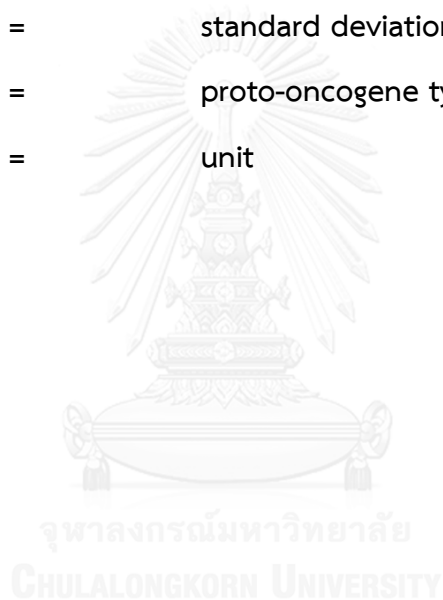 = standard deviation
= proto-oncogene ty
= unit
จุฬาลงกรณ์มหาวิทยาลัย
CHULALONGKORN UNIVERSITY